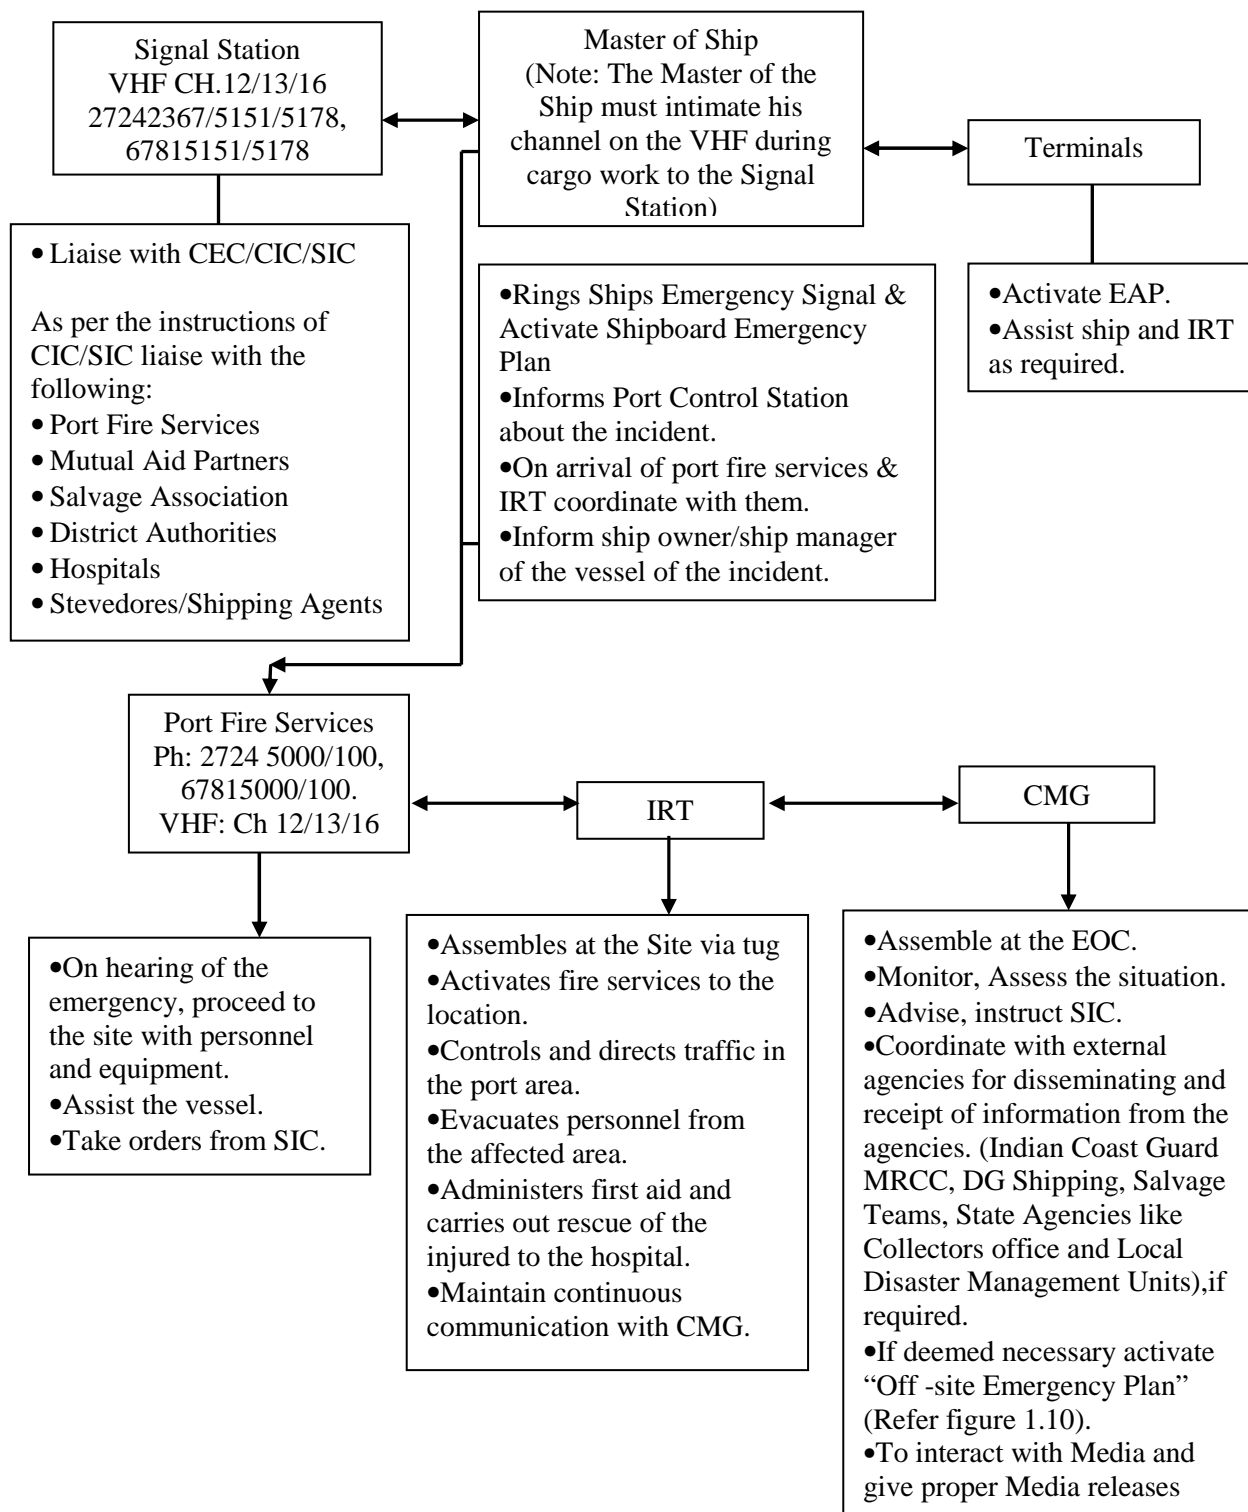 Signal Station
VHF CH.12/13/16
27242367/5151/5178,
67815151/5178
Master of Ship
(Note: The Master of the
Ship must intimate his
channel on the VHF during
cargo work to the Signal
Station)
Terminals
• Liaise with CEC/CIC/SIC
As per the instructions of
CIC/SIC liaise with the
following:
• Port Fire Services
• Mutual Aid Partners
• Salvage Association
• District Authorities
• Hospitals
• Stevedores/Shipping Agents
•Rings Ships Emergency Signal &
Activate Shipboard Emergency
Plan
•Informs Port Control Station
about the incident.
•On arrival of port fire services &
IRT coordinate with them.
•Inform ship owner/ship manager
of the vessel of the incident.
•Activate EAP.
•Assist ship and IRT
as required.
Port Fire Services
Ph: 2724 5000/100,
67815000/100.
VHF: Ch 12/13/16
IRT
CMG
•On hearing of the
emergency, proceed to
the site with personnel
and equipment.
•Assist the vessel.
•Take orders from SIC.
•Assembles at the Site via tug
•Activates fire services to the
location.
•Controls and directs traffic in
the port area.
•Evacuates personnel from
the affected area.
•Administers first aid and
carries out rescue of the
injured to the hospital.
•Maintain continuous
communication with CMG.
•Assemble at the EOC.
•Monitor, Assess the situation.
•Advise, instruct SIC.
•Coordinate with external
agencies for disseminating and
receipt of information from the
agencies. (Indian Coast Guard
MRCC, DG Shipping, Salvage
Teams, State Agencies like
Collectors office and Local
Disaster Management Units),if
required.
•If deemed necessary activate
“Off -site Emergency Plan”
(Refer figure 1.10).
•To interact with Media and
give proper Media releases